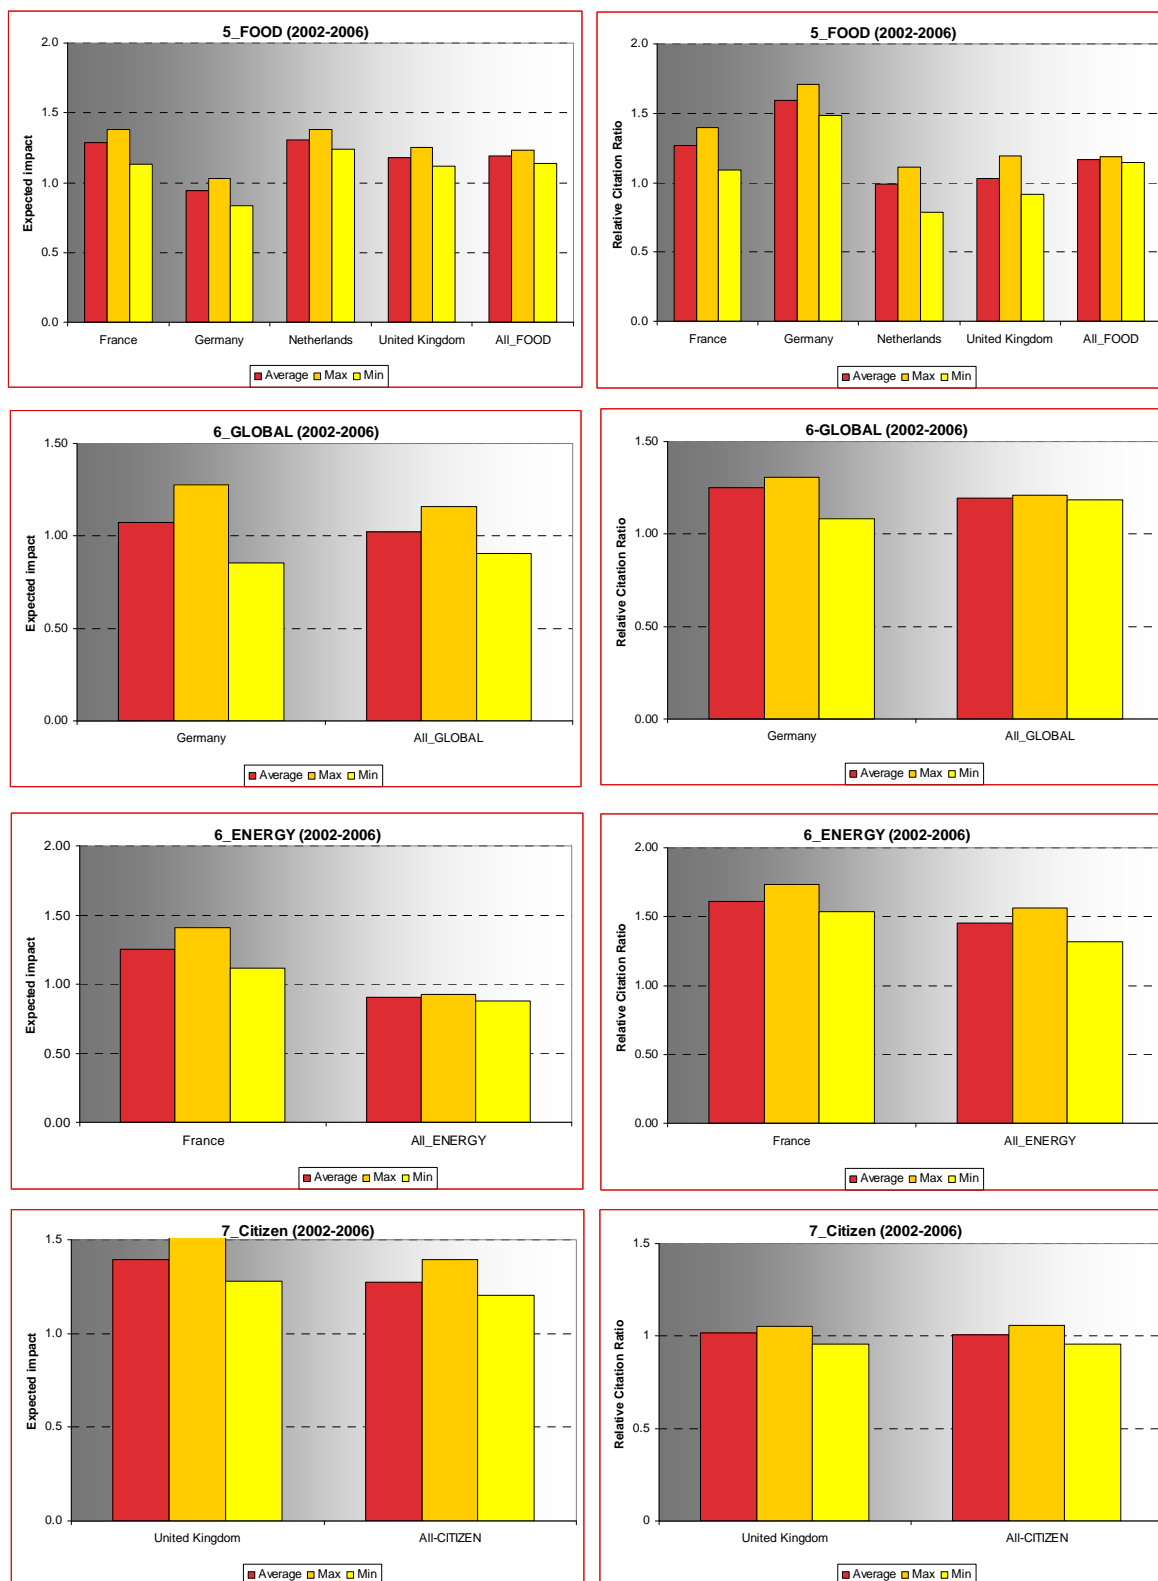 5_FOOD (2002-2006)
Expected impact
2.0
1.5
1.0
0.5
0.0
France Germany Netherlands United Kingdom All_FOOD
Average Max Min
5_FOOD (2002-2006)
Relative Citation Ratio
2.0
1.5
1.0
0.5
0.0
France Germany Netherlands United Kingdom All_FOOD
Average Max Min
6_GLOBAL (2002-2006)
Expected impact
1.50
1.00
0.50
0.00
Germany All_GLOBAL
Average Max Min
6-GLOBAL (2002-2006)
Relative Citation Ratio
1.50
1.00
0.50
0.00
Germany All_GLOBAL
Average Max Min
6_ENERGY (2002-2006)
Expected impact
2.00
1.50
1.00
0.50
0.00
France All_ENERGY
Average Max Min
6_ENERGY (2002-2006)
Relative Citation Ratio
2.00
1.50
1.00
0.50
0.00
France All_ENERGY
Average Max Min
7_Citizen (2002-2006)
Expected impact
1.5
1.0
0.5
0.0
United Kingdom All-CITIZEN
Average Max Min
7_Citizen (2002-2006)
Relative Citation Ratio
1.5
1
0.5
0
United Kingdom All-CITIZEN
Average Max Min